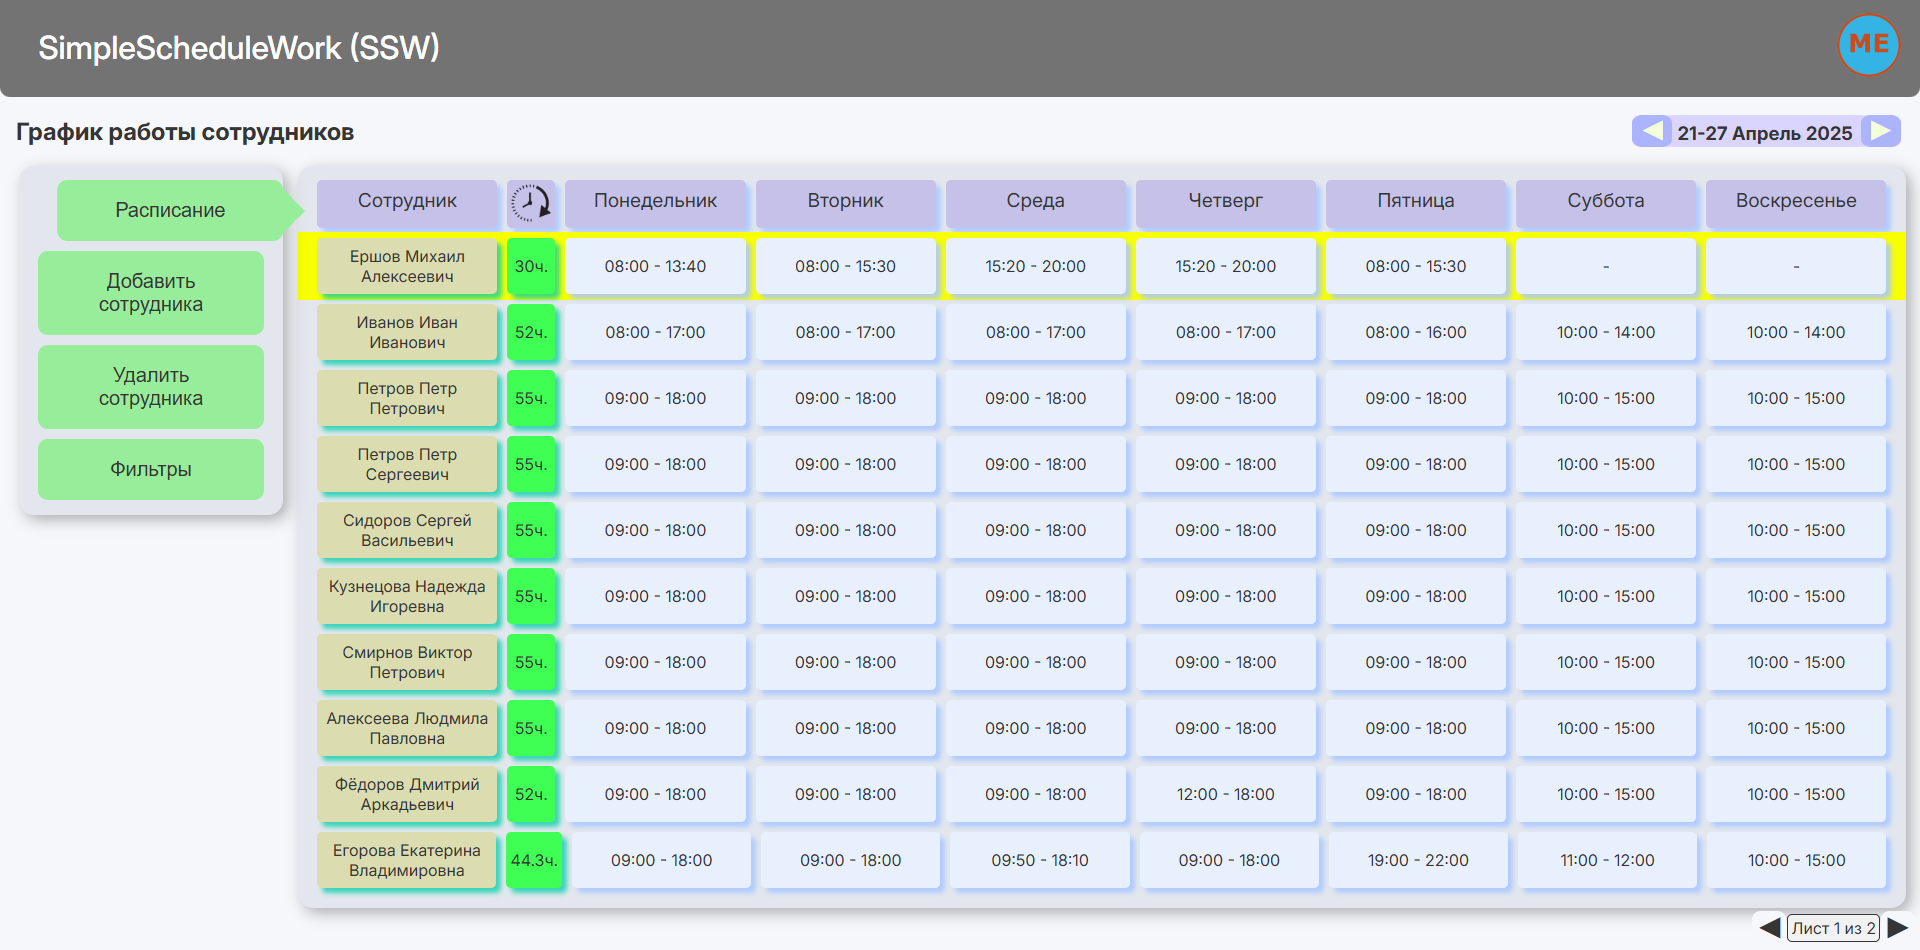 SimpleScheduleWork (SSW)
ME
График работы сотрудников
21-27 Апрель 2025
Расписание
Добавить
сотрудника
Удалить
сотрудника
Фильтры
Сотрудник Понедельник Вторник Среда Четверг Пятница Суббота Воскресенье
Ершов Михаил
Алексеевич
30ч. 08:00 - 13:40 08:00 - 15:30 15:20 - 20:00 15:20 - 20:00 08:00 - 15:30 - -
Иванов Иван
Иванович
52ч. 08:00 - 17:00 08:00 - 17:00 08:00 - 17:00 08:00 - 17:00 08:00 - 16:00 10:00 - 14:00 10:00 - 14:00
Петров Петр
Петрович
55ч. 09:00 - 18:00 09:00 - 18:00 09:00 - 18:00 09:00 - 18:00 09:00 - 18:00 10:00 - 15:00 10:00 - 15:00
Петров Петр
Сергеевич
55ч. 09:00 - 18:00 09:00 - 18:00 09:00 - 18:00 09:00 - 18:00 09:00 - 18:00 10:00 - 15:00 10:00 - 15:00
Сидоров Сергей
Васильевич
55ч. 09:00 - 18:00 09:00 - 18:00 09:00 - 18:00 09:00 - 18:00 09:00 - 18:00 10:00 - 15:00 10:00 - 15:00
Кузнецова Надежда
Игоревна
55ч. 09:00 - 18:00 09:00 - 18:00 09:00 - 18:00 09:00 - 18:00 09:00 - 18:00 10:00 - 15:00 10:00 - 15:00
Смирнов Виктор
Петрович
55ч. 09:00 - 18:00 09:00 - 18:00 09:00 - 18:00 09:00 - 18:00 09:00 - 18:00 10:00 - 15:00 10:00 - 15:00
Алексеева Людмила
Павловна
55ч. 09:00 - 18:00 09:00 - 18:00 09:00 - 18:00 09:00 - 18:00 09:00 - 18:00 10:00 - 15:00 10:00 - 15:00
Фёдоров Дмитрий
Аркадьевич
52ч. 09:00 - 18:00 09:00 - 18:00 09:00 - 18:00 12:00 - 18:00 09:00 - 18:00 10:00 - 15:00 10:00 - 15:00
Егорова Екатерина
Владимировна
44.3ч. 09:00 - 18:00 09:00 - 18:00 09:50 - 18:10 09:00 - 18:00 19:00 - 22:00 11:00 - 12:00 10:00 - 15:00
Лист 1 из 2